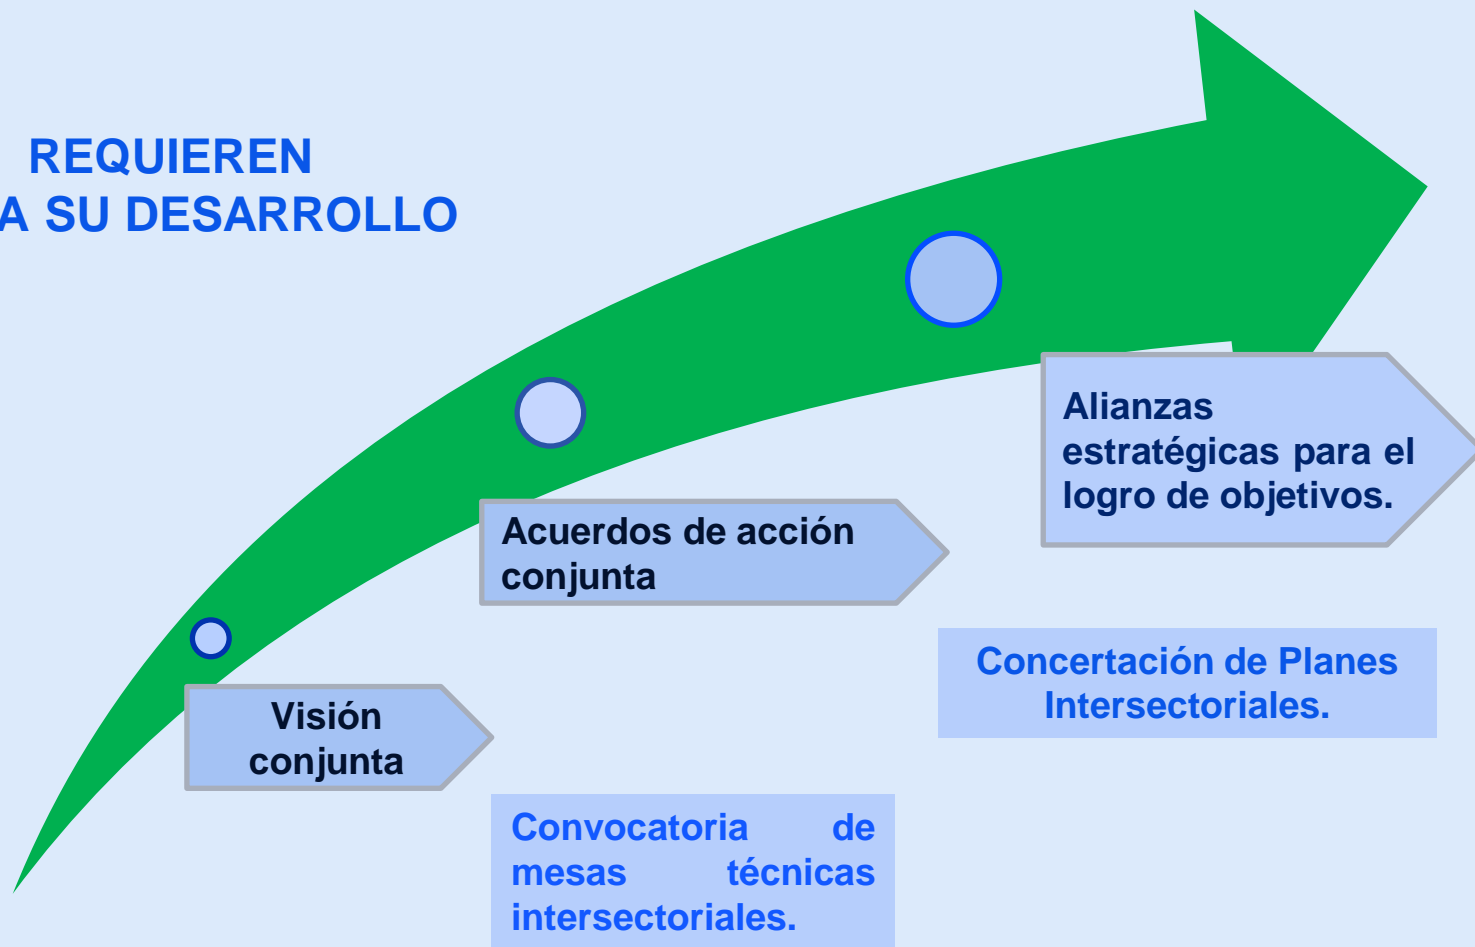 REQUIEREN
A SU DESARROLLO
Alianzas
estratégicas para el
logro de objetivos.
Acuerdos de acción
conjunta
Concertación de Planes
Intersectoriales.
Visión
conjunta
Convocatoria de
mesas técnicas
intersectoriales.